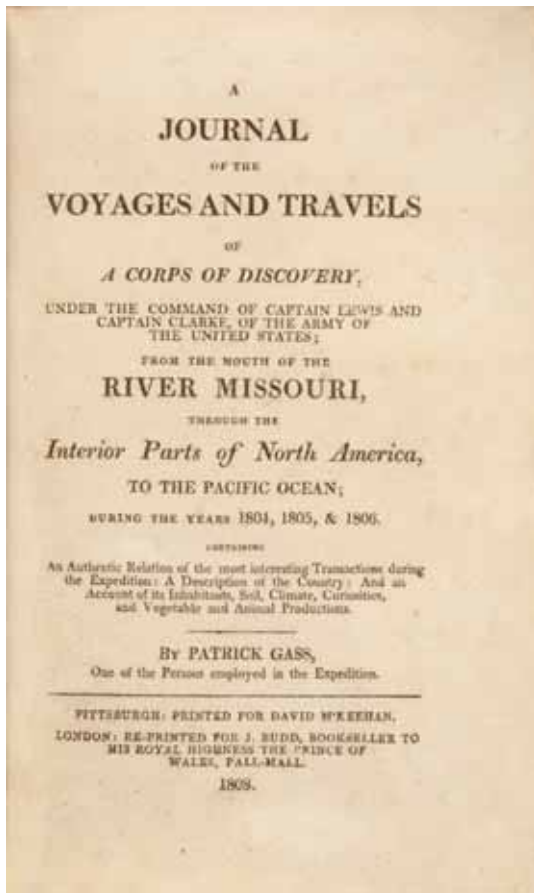 A
JOURNAL
OF THE
VOYAGES AND TRAVELS
OF
A CORPS OF DISCOVERY,
UNDER THE COMMAND OF CAPTAIN LEWIS AND
CAPTAIN CLARKE, OF THE ARMY OF
THE UNITED STATES;
FROM THE MOUTH OF THE
RIVER MISSOURI,
THROUGH THE
Interior Parts of North America,
TO THE PACIFIC OCEAN;
DURING THE YEARS 1804, 1805, & 1806.
CONTAINING
An Authentic Relation of the most interesting Transactions during
the Expedition: A Description of the Country: And an
Account of its Inhabitants, Soil, Climate, Curiosities,
and Vegetable and Animal Productions.
BY PATRICK GASS,
One of the Persons employed in the Expedition.
PITTSBURGH: PRINTED FOR DAVID M'KEEHAN.
LONDON: RE-PRINTED FOR J. BUDD, BOOKSELLER TO
HIS ROYAL HIGHNESS THE PRINCE OF
WALES, PALL-MALL.
1808.